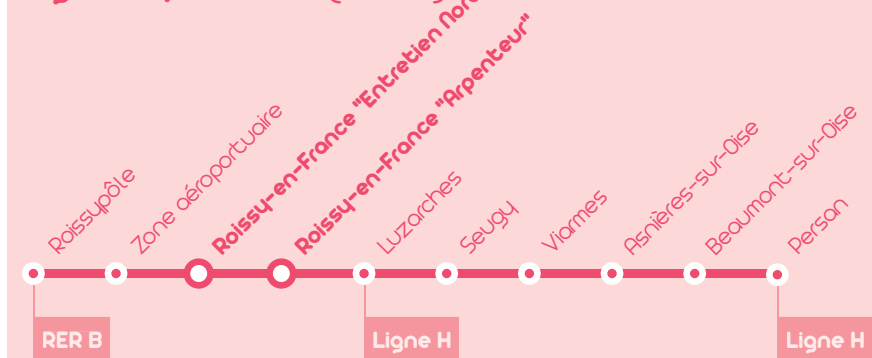 Roissypôle
Zone aéroportuaire
Roissy-en-France "Entretien
Roissy-en-France "Arpenteur"
Luzarches
Seugy
Viarmes
Asnières-sur-Oise
Beaumont-sur-Oise
Persan
RER B
Ligne H
Ligne H